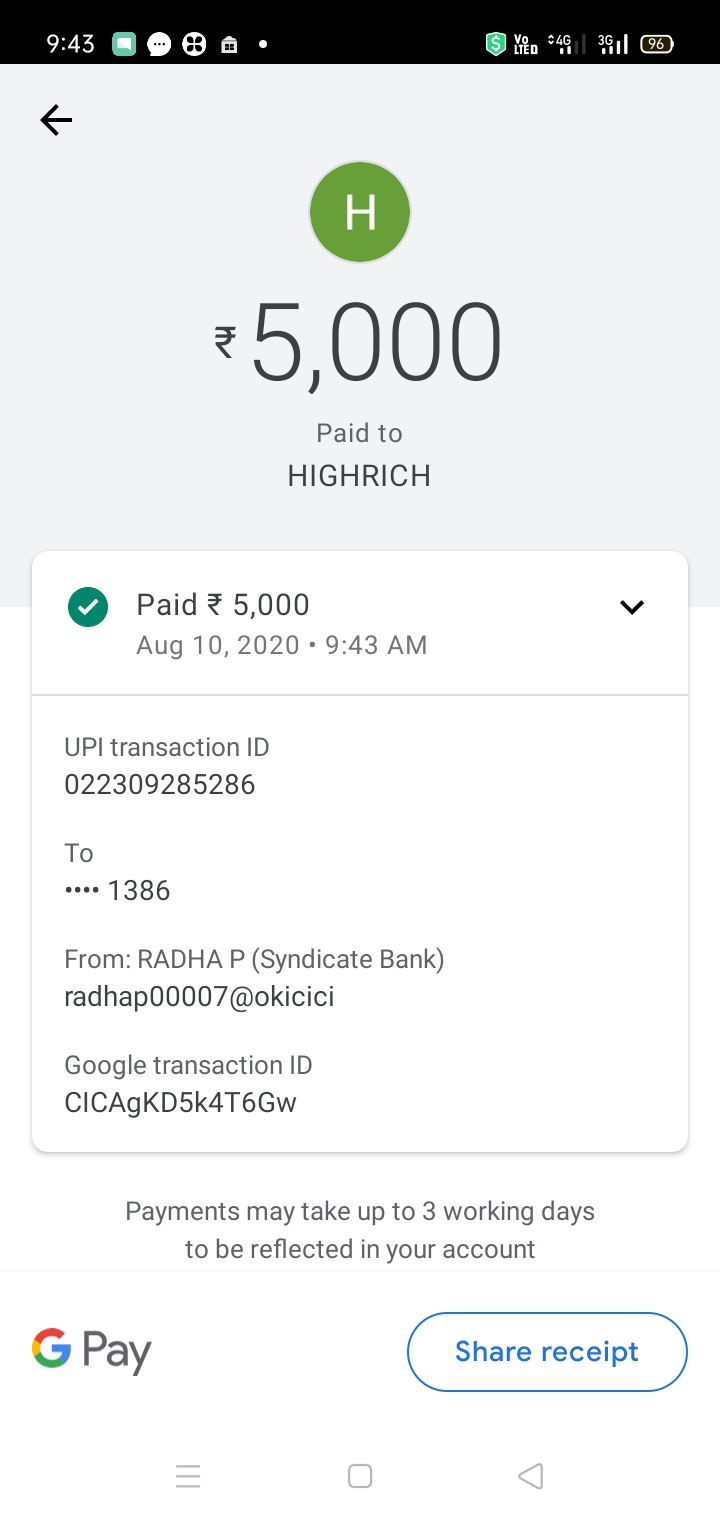 9:43
Vo LTED 4G 3G 96
H
₹5,000
Paid to
HIGHRICH
Paid ₹ 5,000
Aug 10, 2020 • 9:43 AM
UPI transaction ID
022309285286
To
•••• 1386
From: RADHA P (Syndicate Bank)
radhap00007@okicici
Google transaction ID
CICAgKD5k4T6Gw
Payments may take up to 3 working days
to be reflected in your account
G Pay
Share receipt